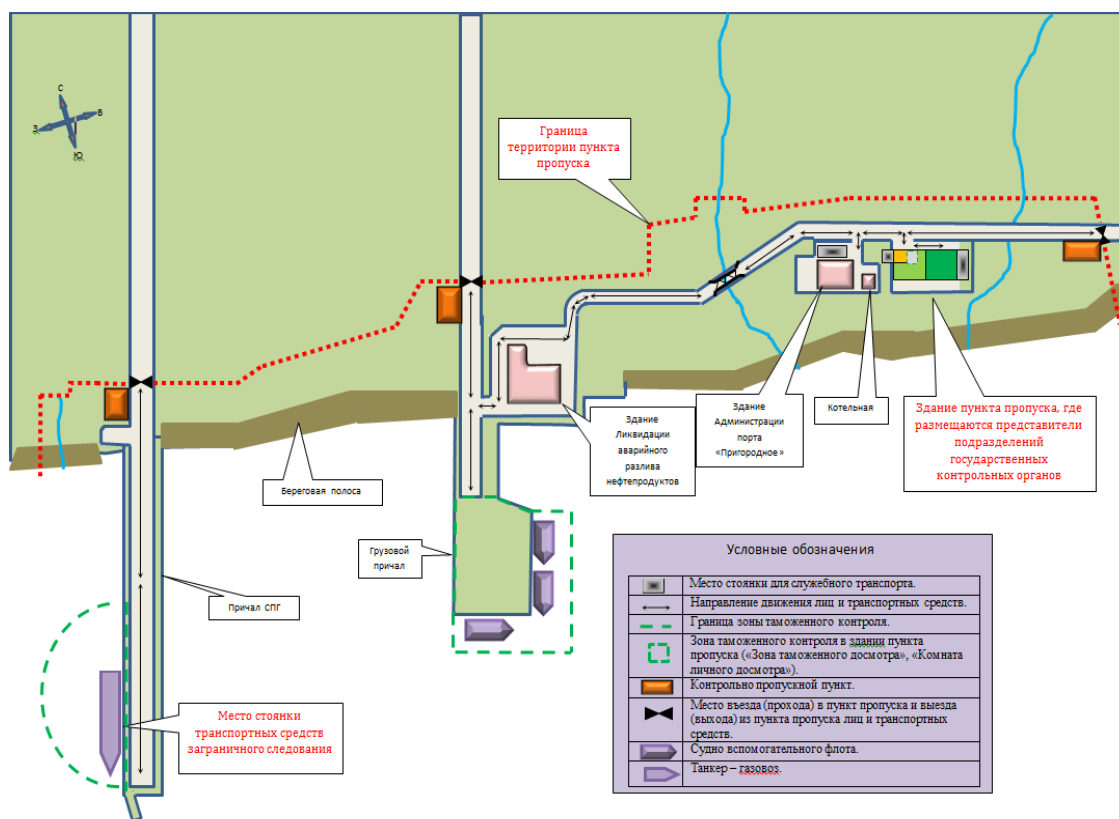 С
В
З
Ю
Граница
территории пункта
пропуска
Здание
Ликвидации
аварийного
разлива
нефтепродуктов
Здание
Администрации
порта
«Пригородное»
Котельная
Здание пункта пропуска, где
размещаются представители
подразделений
государственных
контрольных органов
Береговая полоса
Грузовой
причал
Причал СПГ
Место стоянки
транспортных средств
заграничного следования
Условные обозначения
Место стоянки для служебного транспорта.
Направление движения лиц и транспортных средств.
Граница зоны таможенного контроля.
Зона таможенного контроля в здании пункта
пропуска («Зона таможенного досмотра», «Комната
личного досмотра»).
Контрольно пропускной пункт.
Место въезда (прохода) в пункт пропуска и выезда
(выхода) из пункта пропуска лиц и транспортных
средств.
Судно вспомогательного флота.
Танкер – газовоз.